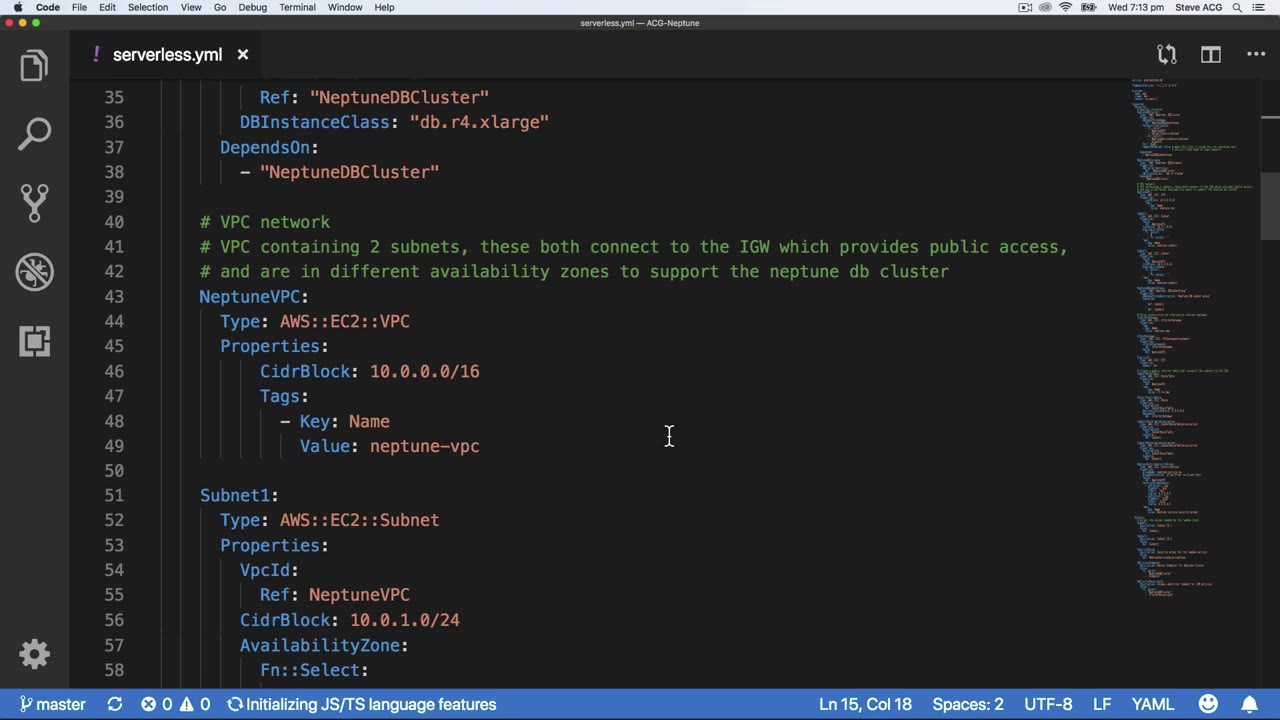 Code File Edit Selection View Go Debug Terminal Window Help Wed 7:13 pm Steve ACG
serverless.yml — ACG-Neptune
! serverless.yml ×
35 Ref: "NeptuneDBCluster"
36 DBInstanceClass: "db.r4.xlarge"
37 DependsOn:
38 - "NeptuneDBCluster"
39
40 # VPC network
41 # VPC containing 2 subnets, these both connect to the IGW which provides public access,
42 # and are in different availability zones to support the neptune db cluster
43 NeptuneVPC:
44 Type: AWS::EC2::VPC
45 Properties:
46 CidrBlock: 10.0.0.0/16
47 Tags:
48 - Key: Name
49 Value: neptune-vpc
50
51 Subnet1:
52 Type: AWS::EC2::Subnet
53 Properties:
54 VpcId:
55 Ref: NeptuneVPC
56 CidrBlock: 10.0.1.0/24
57 AvailabilityZone:
58 Fn::Select:
master 0 0 Initializing JS/TS language features Ln 15, Col 18 Spaces: 2 UTF-8 LF YAML